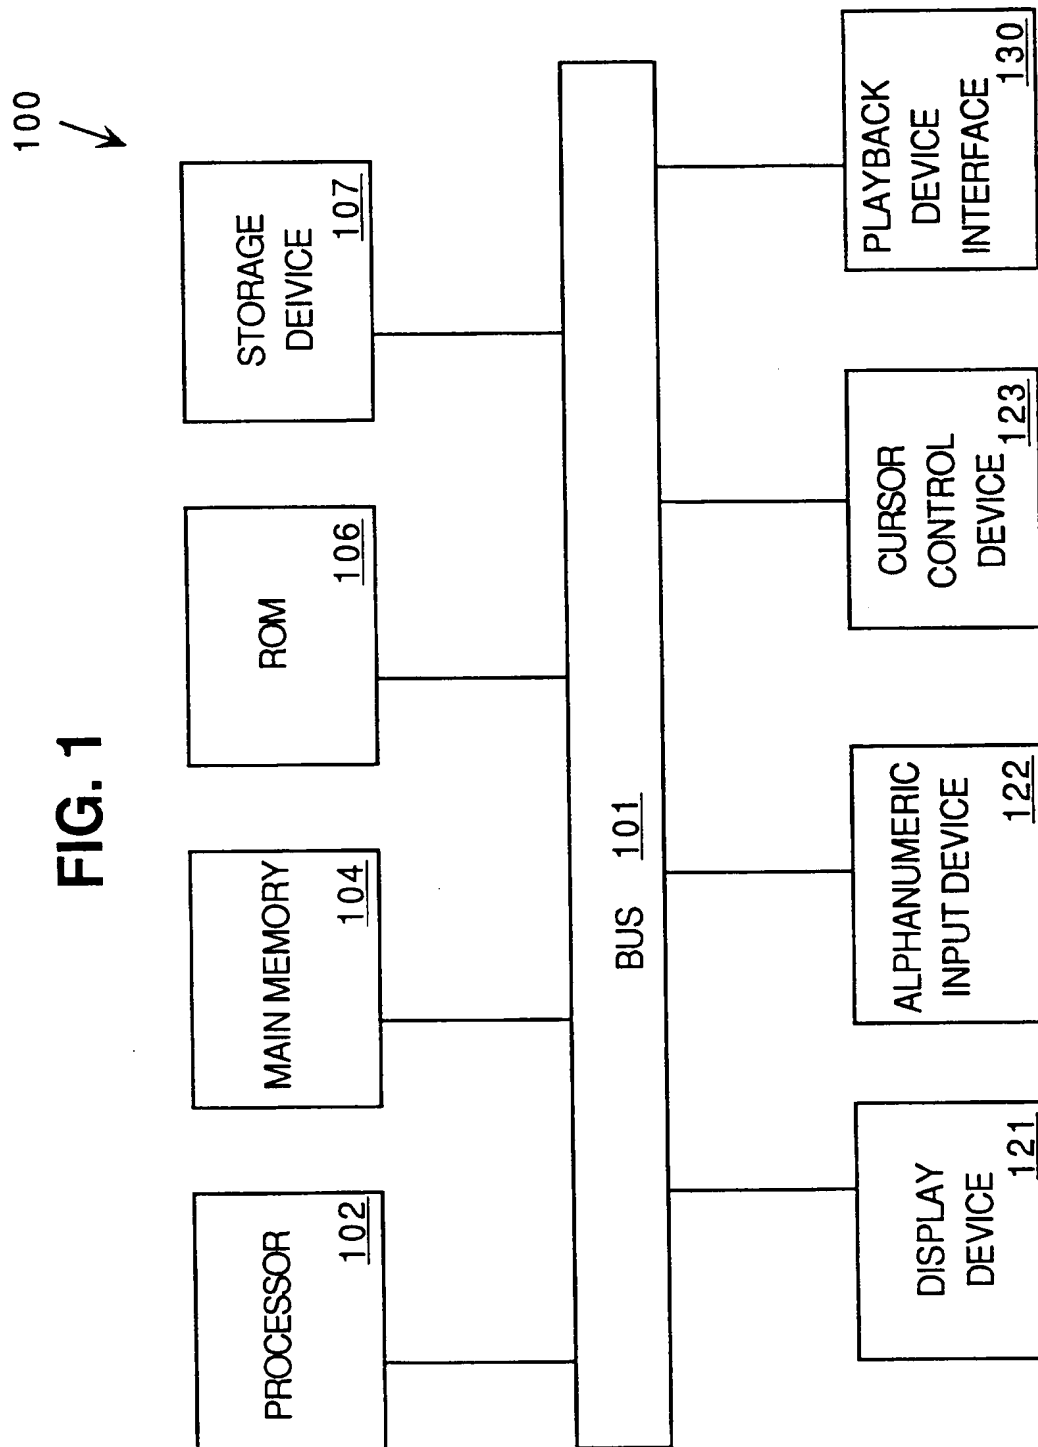 FIG. 1
100
PROCESSOR
102
MAIN MEMORY
104
ROM
106
STORAGE
DEIVICE
107
BUS 101
DISPLAY
DEVICE
121
ALPHANUMERIC
INPUT DEVICE
122
CURSOR
CONTROL
DEVICE
123
PLAYBACK
DEVICE
INTERFACE
130